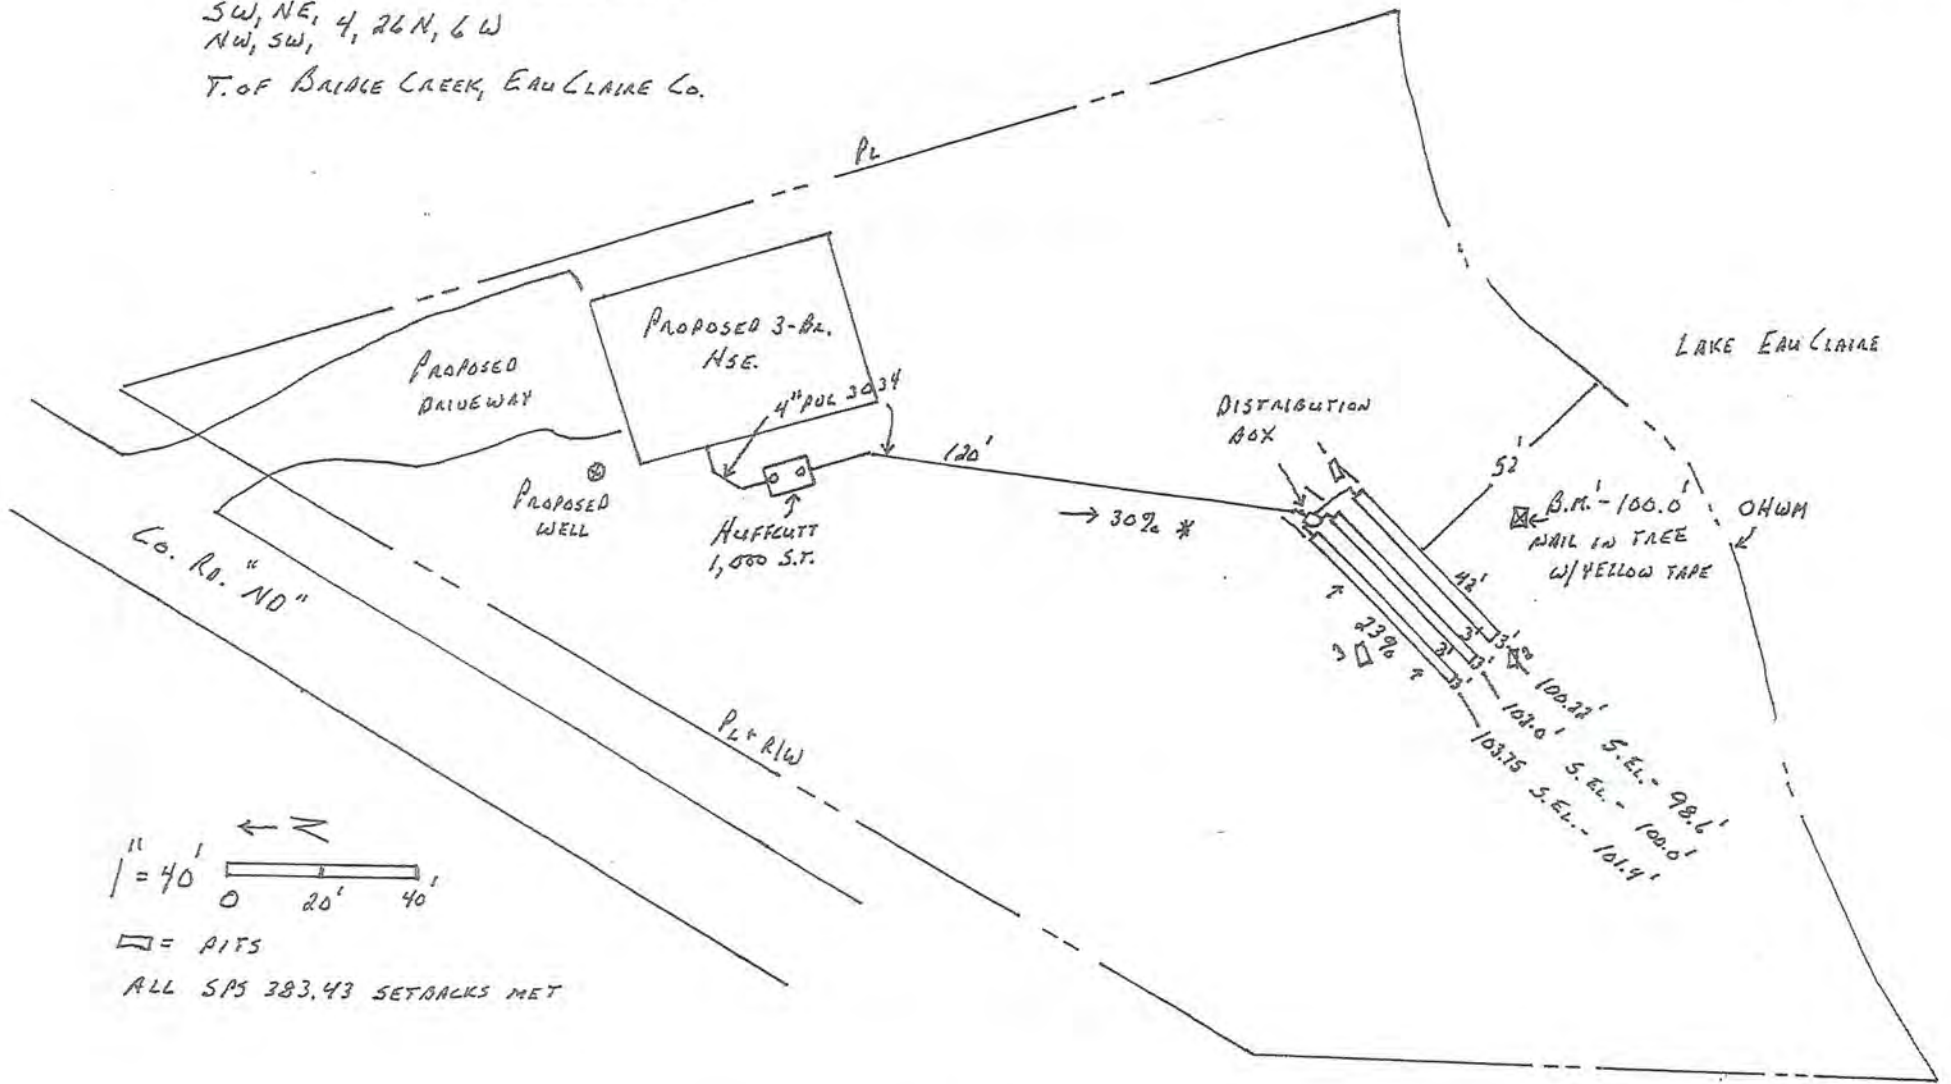 SW, NE, 4, 26N, 6W
NW, SW,
T. OF BRIDGE CREEK, EAU CLAIRE CO.
PL
PROPOSED 3-BR.
HSE.
PROPOSED
DRIVEWAY
4" PVC 3034
LAKE EAU CLAIRE
DISTRIBUTION
BOX
120'
52'
PROPOSED
WELL
HUFFCUTT
1,000 S.T.
→ 30% *
B.M. - 100.0'
NAIL IN TREE
W/ YELLOW TAPE
OHWM
CO. RD. "ND"
42'
23%
3'
3'
3'
3'
3'
100.22' S.EL. - 98.6'
102.0' S.EL. - 100.0'
103.75 S.EL. - 101.4'
PL & R/W
← N
1" = 40'
0 20' 40'
= PITS
ALL SPS 383.43 SETBACKS MET